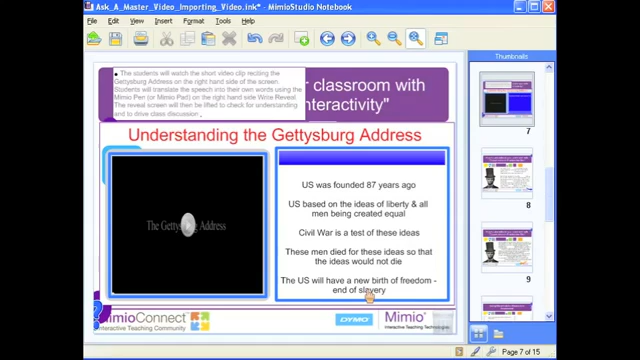 Ask_A_Master_Video_Importing_Video.ink* - MimioStudio Notebook
File Edit View Insert Format Tools Help
● The students will watch the short video clip reciting the
Gettysburg Address on the right hand side of the screen.
Students will translate the speech into their own words using the
Mimio Pen (or Mimio Part) on the right hand side Write Reveal.
The reveal screen will then be lifted to check for understanding
and to drive class discussion
classroom with
nteractivity"
Understanding the Gettysburg Address
The Gettysburg Address
US was founded 87 years ago
US based on the ideas of liberty & all
men being created equal
Civil War is a test of these ideas
These men died for these ideas so that
the ideas would not die
The US will have a new birth of freedom -
end of slavery
MimioConnect
Interactive Teaching Community
DYMO
Mimio
Interactive Teaching Technologies
Thumbnails
7
8
9
Page 7 of 15